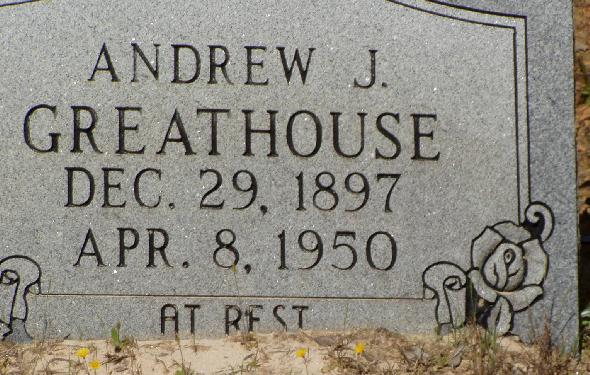 ANDREW J.
GREATHOUSE
DEC. 29, 1897
APR. 8, 1950
AT REST